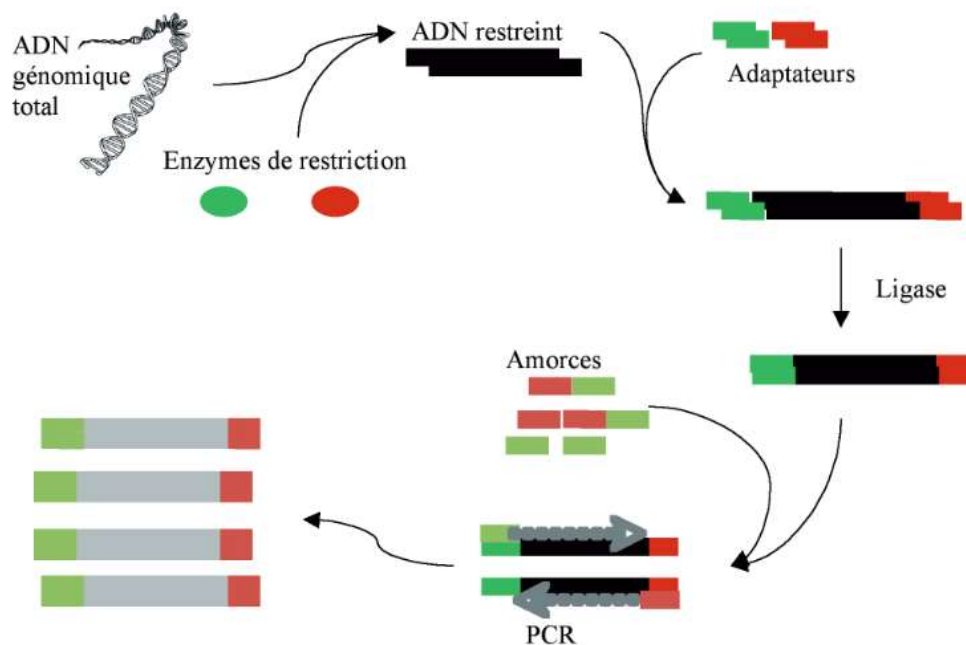 ADN
génomique
total
ADN restreint
Adaptateurs
Enzymes de restriction
Ligase
Amorces
PCR